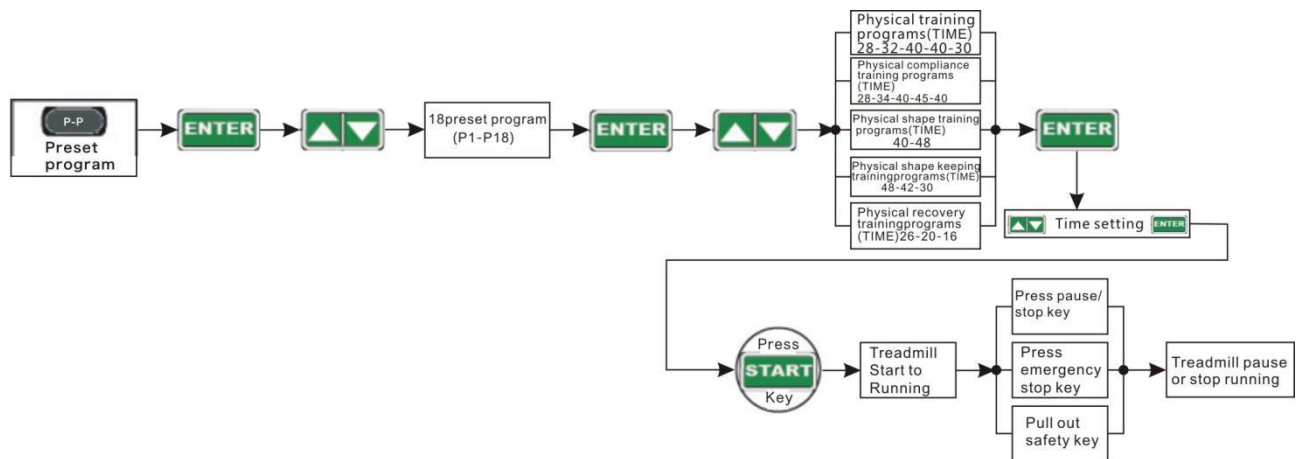 P-P
Preset
program
ENTER
18preset program
(P1-P18)
ENTER
Physical training
programs(TIME)
28-32-40-40-30
Physical compliance
training programs
(TIME)
28-34-40-45-40
Physical shape training
programs(TIME)
40-48
Physical shape keeping
trainingprograms(TIME)
48-42-30
Physical recovery
trainingprograms
(TIME)26-20-16
ENTER
Time setting ENTER
Press
START
Key
Treadmill
Start to
Running
Press pause/
stop key
Press
emergency
stop key
Pull out
safety key
Treadmill pause
or stop running